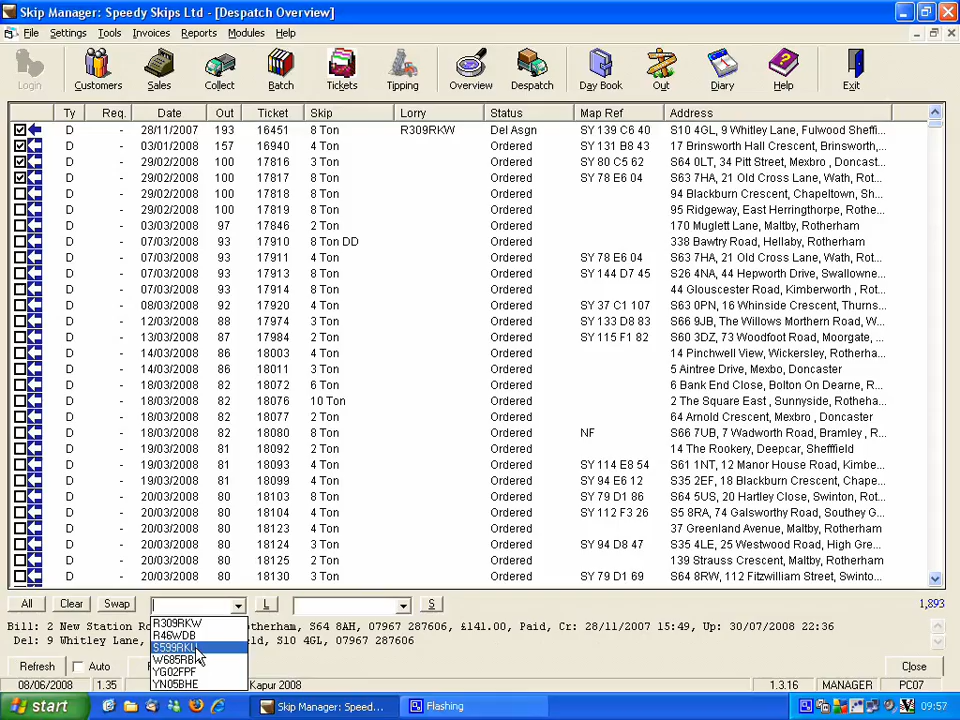 Skip Manager: Speedy Skips Ltd - [Despatch Overview]
File Settings Tools Invoices Reports Modules Help
Login Customers Sales Collect Batch Tickets Tipping Overview Despatch Day Book Out Diary Help Exit
Ty Req. Date Out Ticket Skip Lorry Status Map Ref Address
D - 28/11/2007 193 16451 8 Ton R309RKW Del Asgn SY 139 C6 40 S10 4GL, 9 Whitley Lane, Fulwood Sheffi...
D - 03/01/2008 157 16940 4 Ton Ordered SY 131 B8 43 17 Brinsworth Hall Crescent, Brinsworth,...
D - 29/02/2008 100 17816 3 Ton Ordered SY 80 C5 62 S64 0LT, 34 Pitt Street, Mexbro , Doncast...
D - 29/02/2008 100 17817 8 Ton Ordered SY 78 E6 04 S63 7HA, 21 Old Cross Lane, Wath, Rot...
D - 29/02/2008 100 17818 8 Ton Ordered 94 Blackburn Crescent, Chapeltown, Sh...
D - 29/02/2008 100 17819 8 Ton Ordered 95 Ridgeway, East Herringthorpe, Rothe...
D - 03/03/2008 97 17846 2 Ton Ordered 170 Muglett Lane, Maltby, Rotherham
D - 07/03/2008 93 17910 8 Ton DD Ordered 338 Bawtry Road, Hellaby, Rotherham
D - 07/03/2008 93 17911 4 Ton Ordered SY 78 E6 04 S63 7HA, 21 Old Cross Lane, Wath, Rot...
D - 07/03/2008 93 17913 8 Ton Ordered SY 144 D7 45 S26 4NA, 44 Hepworth Drive, Swallowne...
D - 07/03/2008 93 17914 8 Ton Ordered 44 Glouscester Road, Kimberworth , Rot...
D - 08/03/2008 92 17920 4 Ton Ordered SY 37 C1 107 S63 0PN, 16 Whinside Crescent, Thurns...
D - 12/03/2008 88 17974 3 Ton Ordered SY 133 D8 83 S66 9JB, The Willows Morthern Road, W...
D - 13/03/2008 87 17984 2 Ton Ordered SY 115 F1 82 S60 3DZ, 73 Woodfoot Road, Moorgate, ...
D - 14/03/2008 86 18003 4 Ton Ordered 14 Pinchwell View, Wickersley, Rotherha...
D - 14/03/2008 86 18011 3 Ton Ordered 5 Aintree Drive, Mexbo, Doncaster
D - 18/03/2008 82 18072 6 Ton Ordered 6 Bank End Close, Bolton On Dearne, R...
D - 18/03/2008 82 18076 10 Ton Ordered 2 The Square East , Sunnyside, Rotheha...
D - 18/03/2008 82 18077 2 Ton Ordered 64 Arnold Crescent, Mexbro , Doncaster
D - 18/03/2008 82 18080 8 Ton Ordered NF S66 7UB, 7 Wadworth Road, Bramley , R...
D - 19/03/2008 81 18092 2 Ton Ordered 14 The Rookery, Deepcar, Shefffield
D - 19/03/2008 81 18093 4 Ton Ordered SY 114 E8 54 S61 1NT, 12 Manor House Road, Kimbe...
D - 19/03/2008 81 18099 4 Ton Ordered SY 94 E6 12 S35 2EF, 18 Blackburn Crescent, Chape...
D - 20/03/2008 80 18103 8 Ton Ordered SY 79 D1 86 S64 5US, 20 Hartley Close, Swinton, Rot...
D - 20/03/2008 80 18104 4 Ton Ordered SY 112 F3 26 S5 8RA, 74 Galsworthy Road, Southey G...
D - 20/03/2008 80 18123 4 Ton Ordered 37 Greenland Avenue, Maltby, Rotherham
D - 20/03/2008 80 18124 3 Ton Ordered SY 94 D8 47 S35 4LE, 25 Westwood Road, High Gre...
D - 20/03/2008 80 18125 2 Ton Ordered 139 Strauss Crescent, Maltby, Rotherham
D - 20/03/2008 80 18130 3 Ton Ordered SY 79 D1 69 S64 8RW, 112 Fitzwilliam Street, Swinton...
All Clear Swap L S 1,893
R309RKW
R46WDB
S599RKU
W685RB
YG02FPF
YN05BHE
Bill: 2 New Station Ro herham, S64 8AH, 07967 287606, £141.00, Paid, Cr: 28/11/2007 15:49, Up: 30/07/2008 22:36
Del: 9 Whitley Lane, ield, S10 4GL, 07967 287606
Refresh Auto Close
08/06/2008 1.35 1.3.16 MANAGER PC07
start Skip Manager: Speed... Flashing 09:57